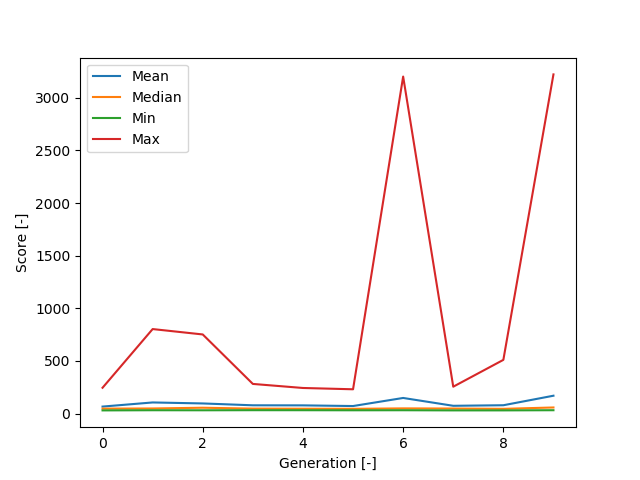 Mean
Median
Min
Max
3000
2500
2000
1500
1000
500
0
Score [-]
0 2 4 6 8
Generation [-]